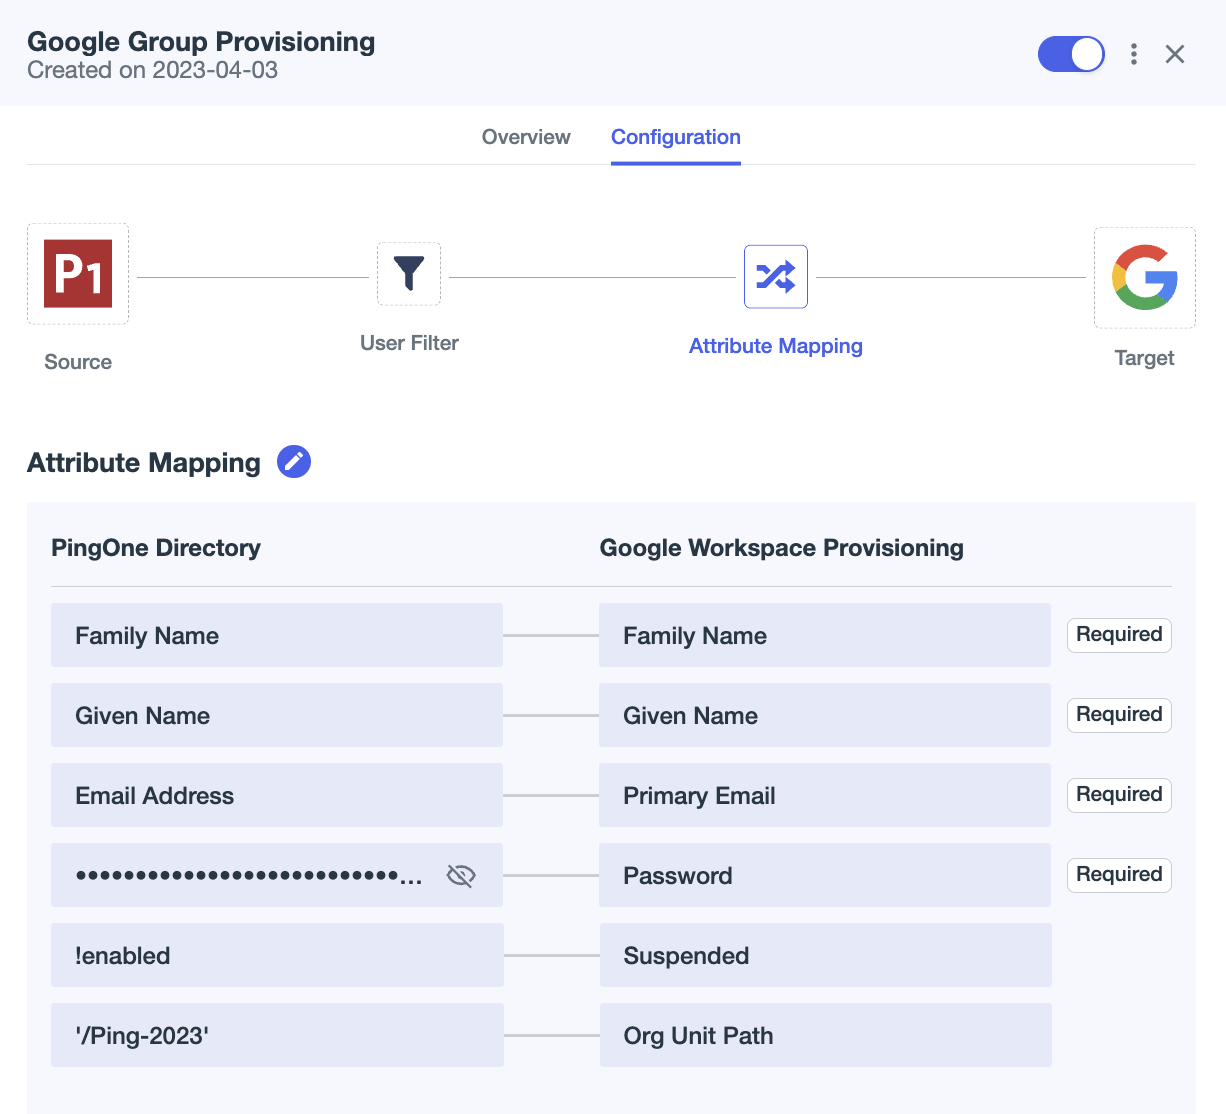 Google Group Provisioning
Created on 2023-04-03
Overview
Configuration
P1
G
Source
User Filter
Attribute Mapping
Target
Attribute Mapping
PingOne Directory
Google Workspace Provisioning
Family Name
Family Name
Required
Given Name
Given Name
Required
Email Address
Primary Email
Required
•••••••••••••••••••••••••••...
Password
Required
!enabled
Suspended
'/Ping-2023'
Org Unit Path